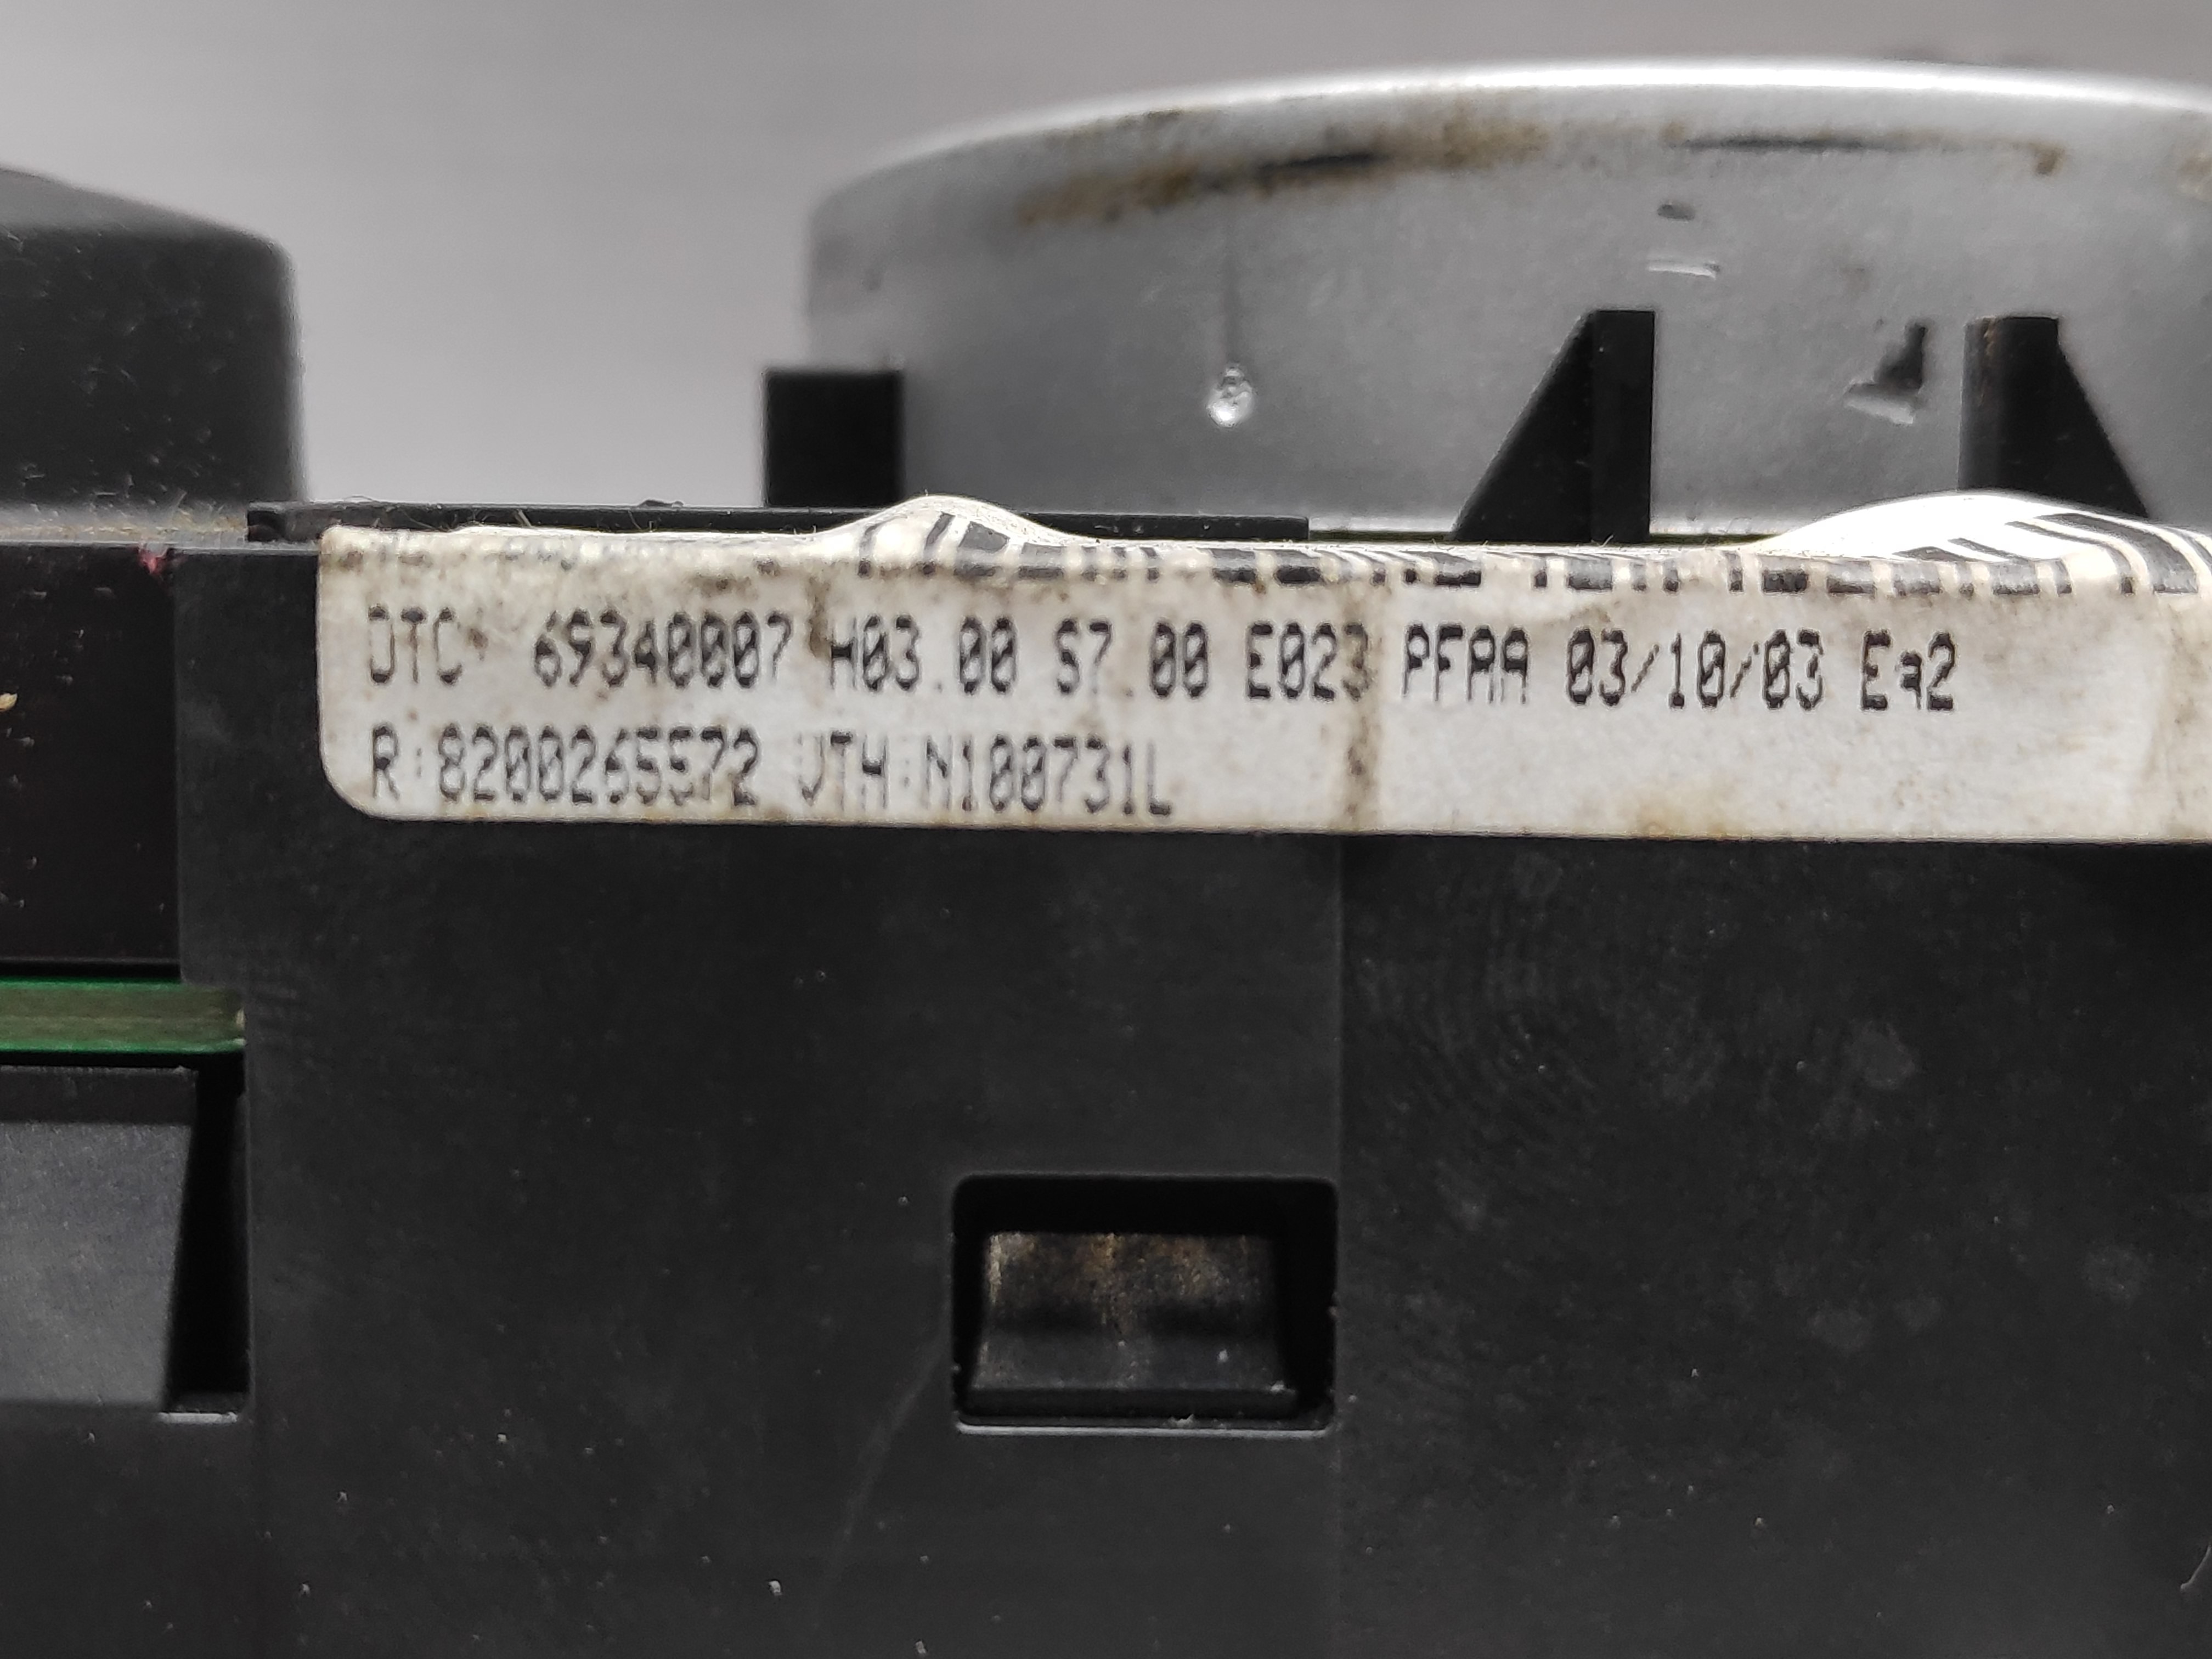 DTC: 69340007 H03.00 S7.00 E023 PFAA 03/10/03 Ea2
R:8200265572 VTH:N100731L